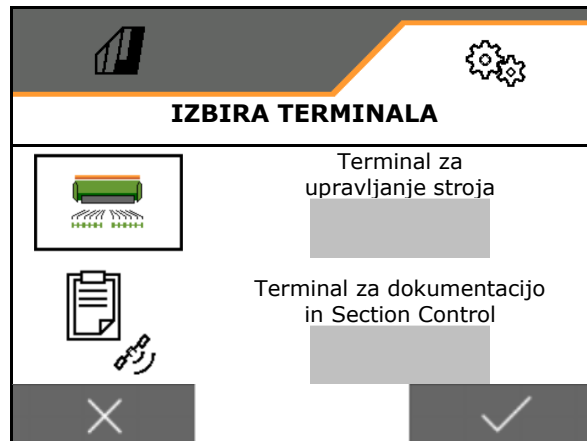 IZBIRA TERMINALA
Terminal za
upravljanje stroja
Terminal za dokumentacijo
in Section Control